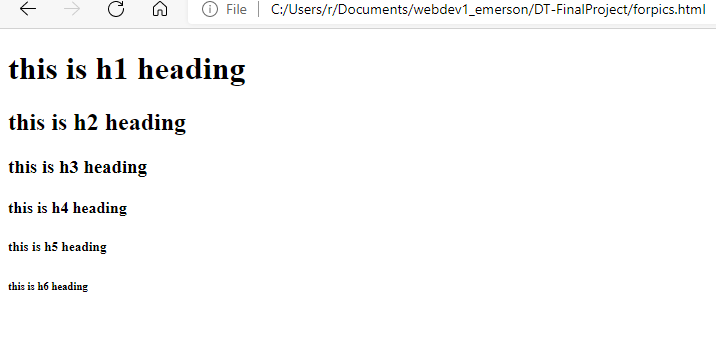 File C:/Users/r/Documents/webdev1_emerson/DT-FinalProject/forpics.html
this is h1 heading
this is h2 heading
this is h3 heading
this is h4 heading
this is h5 heading
this is h6 heading